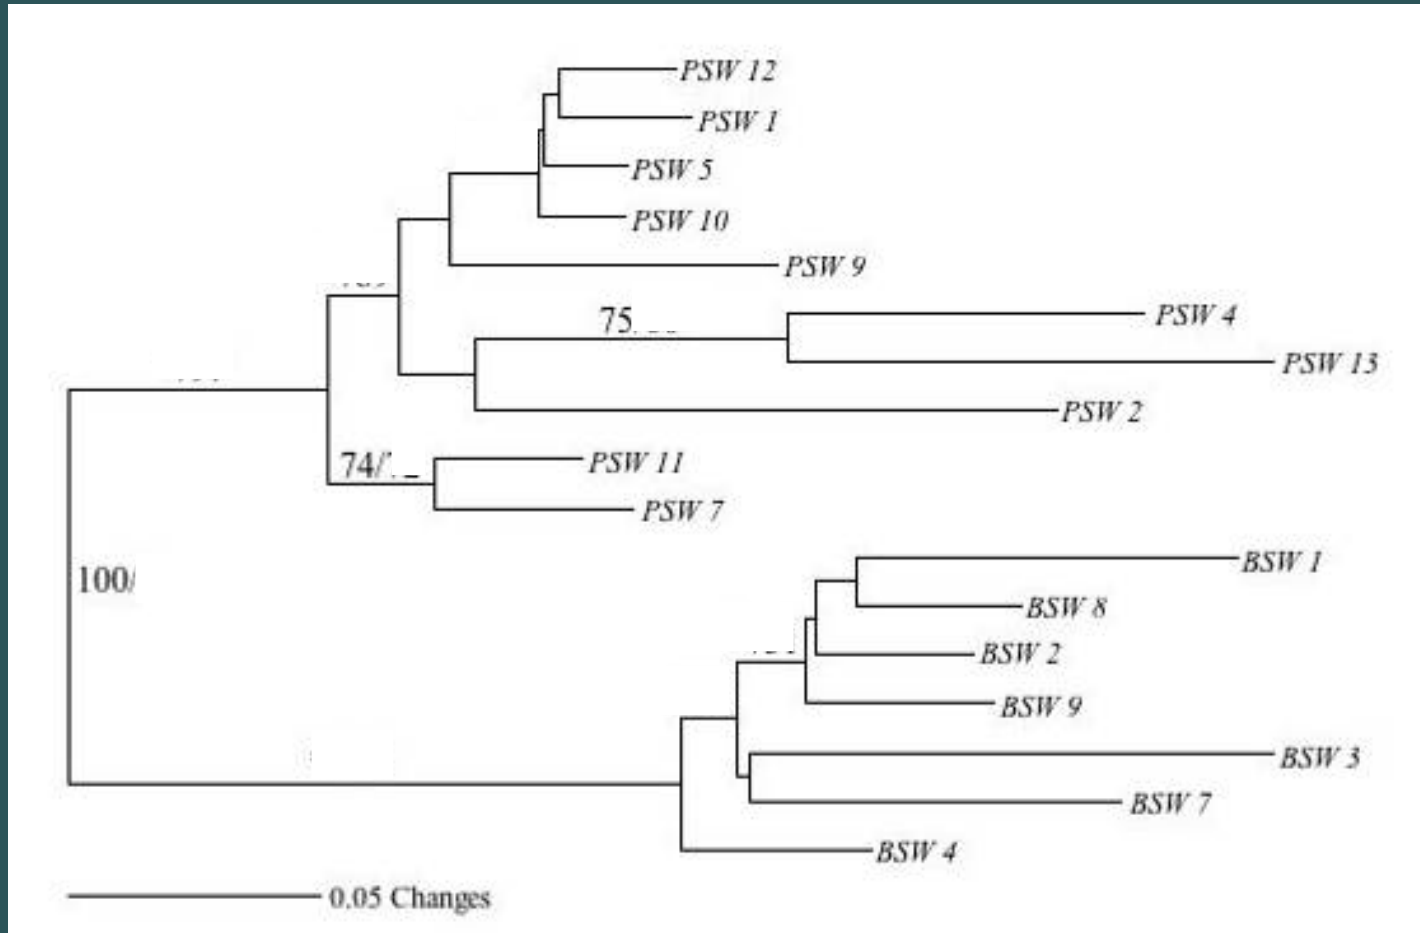 PSW 12
PSW 1
PSW 5
PSW 10
PSW 9
75
PSW 4
PSW 13
PSW 2
74/
PSW 11
PSW 7
100/
BSW 1
BSW 8
BSW 2
BSW 9
BSW 3
BSW 7
BSW 4
0.05 Changes